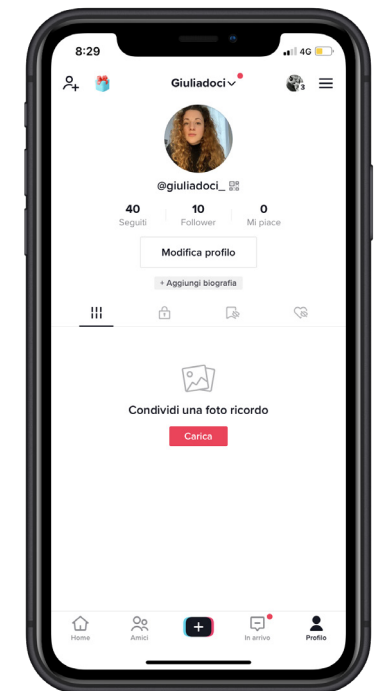 8:29
4G
Giuliadoci
3
@giuliadoci_
40
10
0
Seguiti
Follower
Mi piace
Modifica profilo
+ Aggiungi biografia
Condividi una foto ricordo
Carica
Home
Amici
In arrivo
Profilo